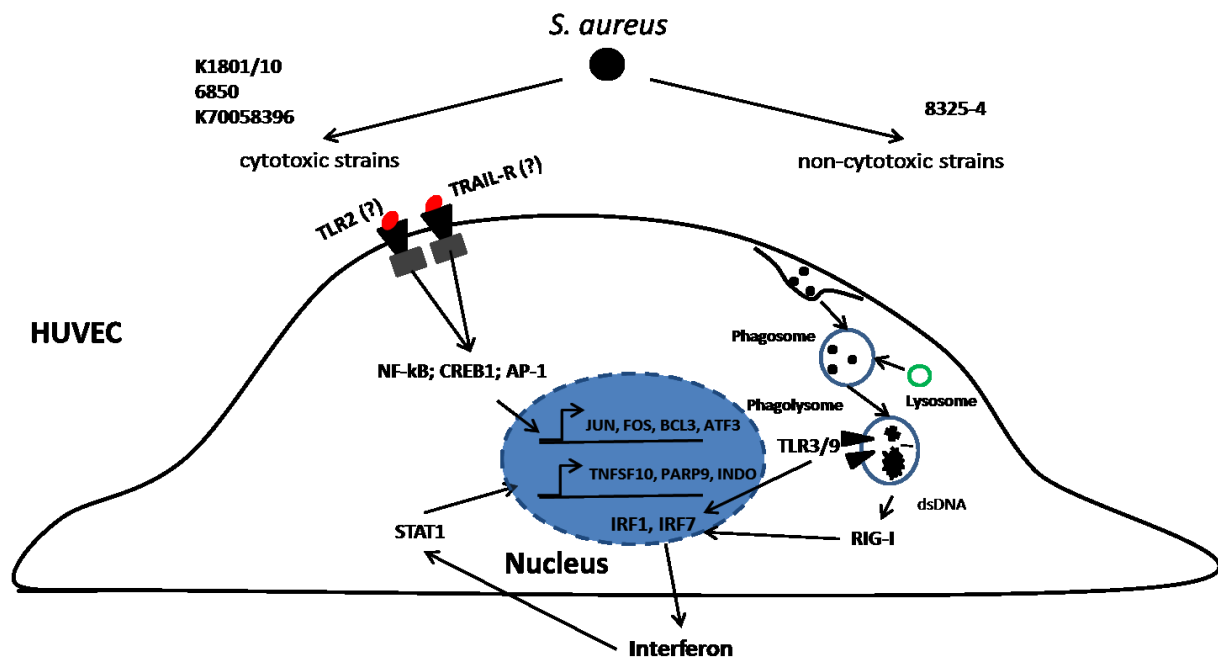 S. aureus
K1801/10
6850
K70058396
8325-4
cytotoxic strains
non-cytotoxic strains
TLR2 (?)
TRAIL-R (?)
HUVEC
Phagosome
NF-kB; CREB1; AP-1
Lysosome
Phagolysome
JUN, FOS, BCL3, ATF3
TLR3/9
TNFSF10, PARP9, INDO
dsDNA
IRF1, IRF7
STAT1
RIG-I
Nucleus
Interferon